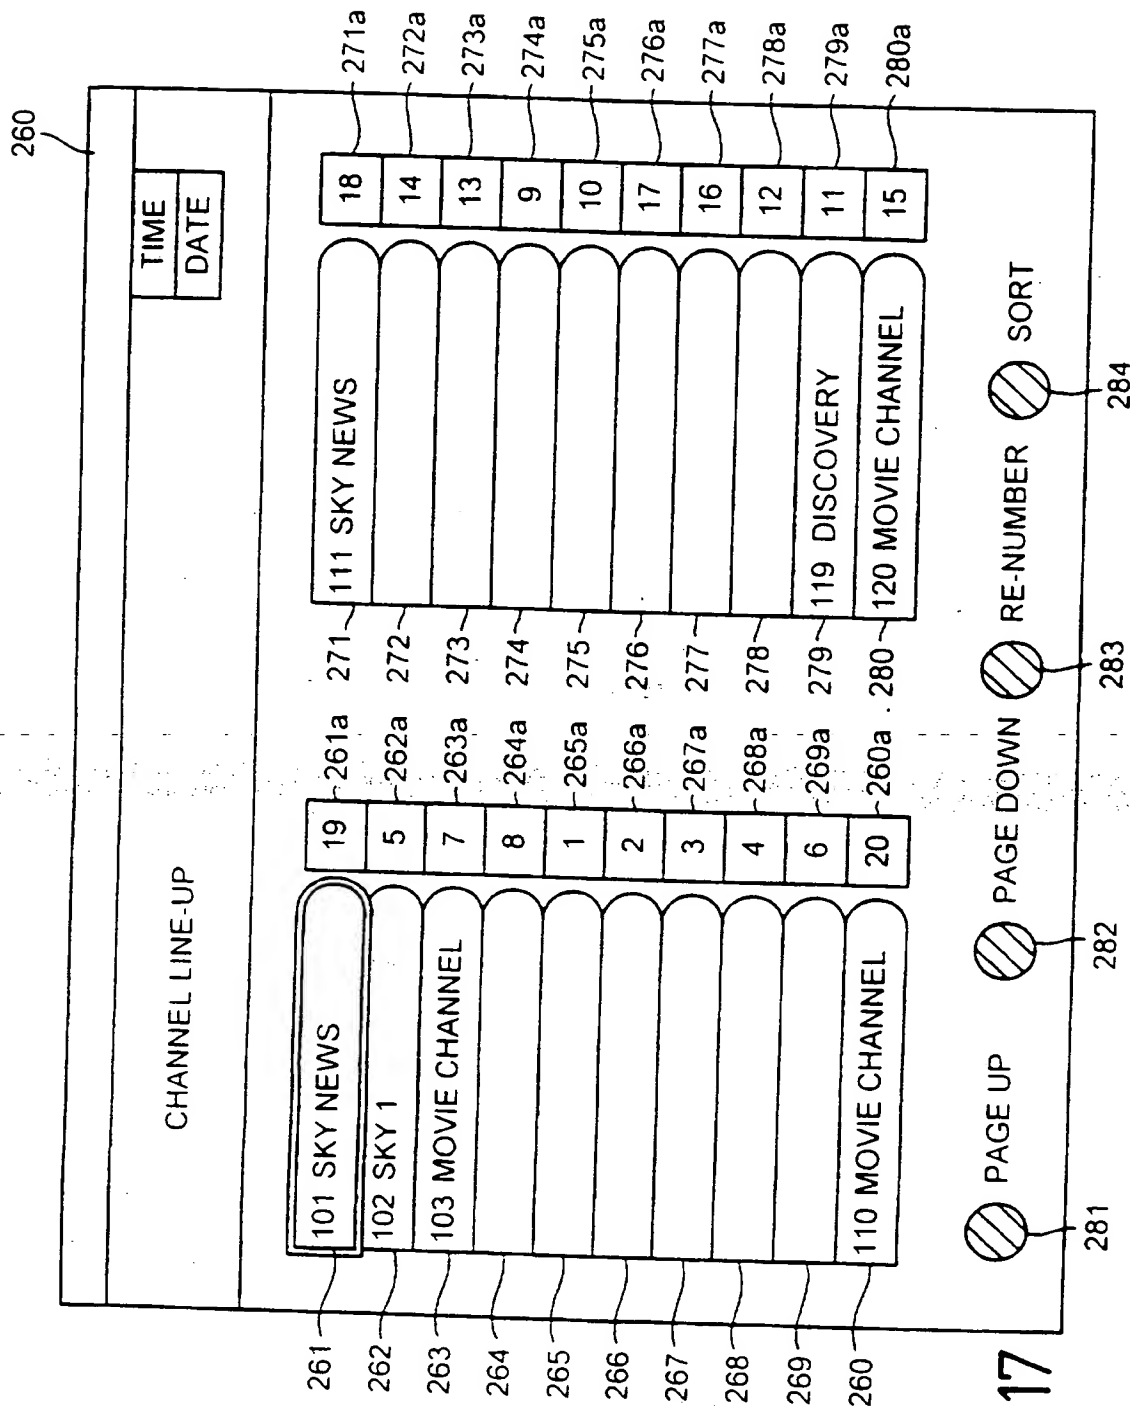 260
TIME
DATE
CHANNEL LINE-UP
261 101 SKY NEWS 19 261a
262 102 SKY 1 5 262a
263 103 MOVIE CHANNEL 7 263a
264 8 264a
265 1 265a
266 2 266a
267 3 267a
268 4 268a
269 6 269a
260 110 MOVIE CHANNEL 20 260a
271 111 SKY NEWS 18 271a
272 14 272a
273 13 273a
274 9 274a
275 10 275a
276 17 276a
277 16 277a
278 12 278a
279 119 DISCOVERY 11 279a
280 120 MOVIE CHANNEL 15 280a
PAGE UP PAGE DOWN RE-NUMBER SORT
281 282 283 284
17